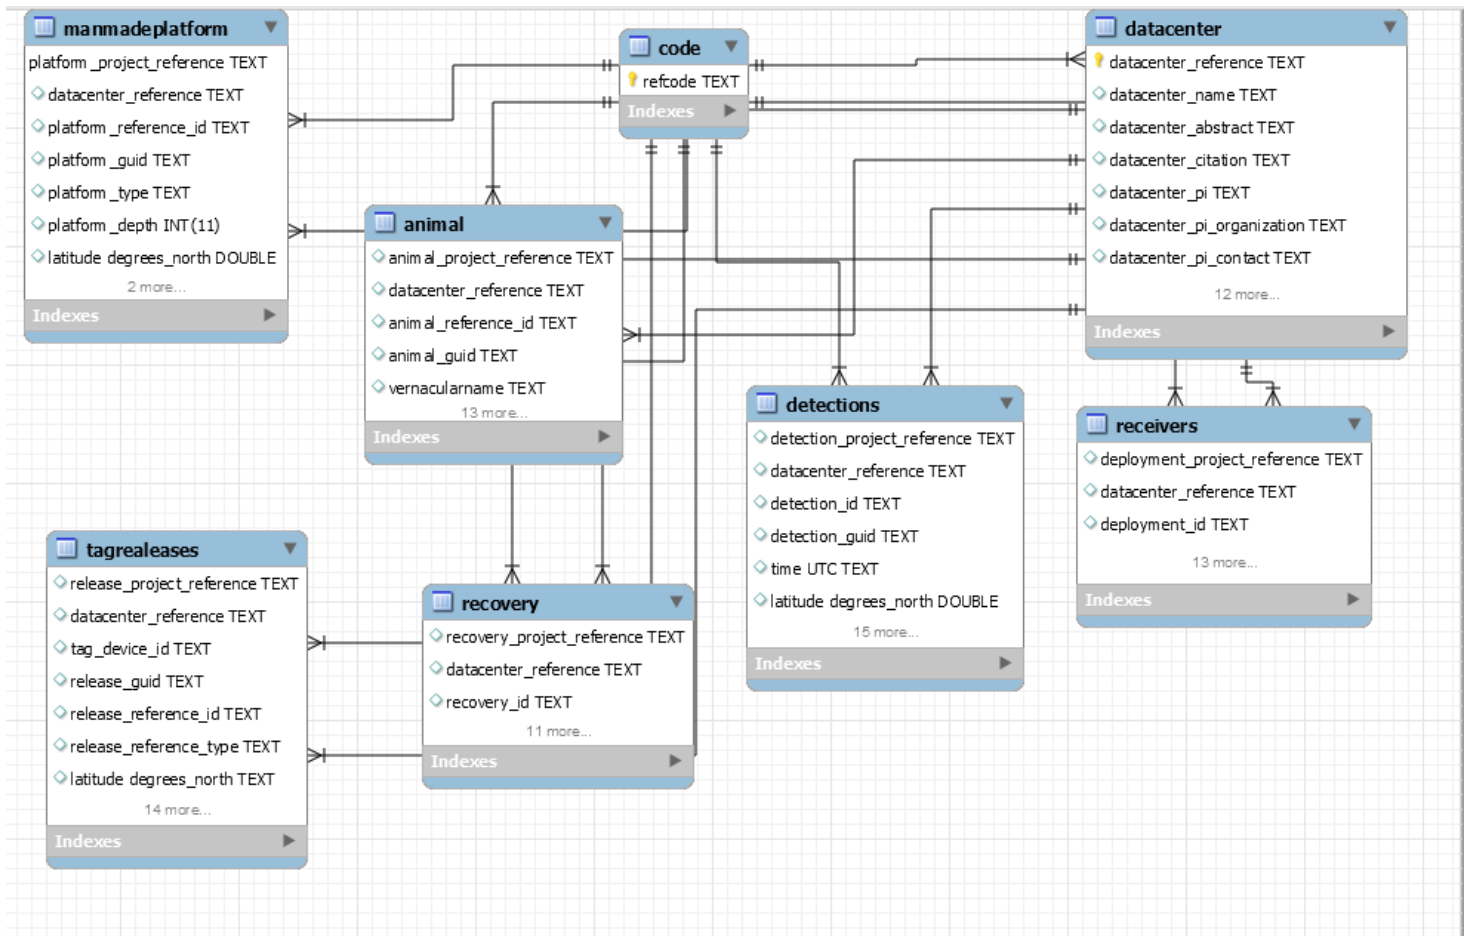 manmadeplatform
platform_project_reference TEXT
datacenter_reference TEXT
platform_reference_id TEXT
platform_guid TEXT
platform_type TEXT
platform_depth INT(11)
latitude degrees_north DOUBLE
2 more...
Indexes
code
refcode TEXT
Indexes
datacenter
datacenter_reference TEXT
datacenter_name TEXT
datacenter_abstract TEXT
datacenter_citation TEXT
datacenter_pi TEXT
datacenter_pi_organization TEXT
datacenter_pi_contact TEXT
12 more...
Indexes
animal
animal_project_reference TEXT
datacenter_reference TEXT
animal_reference_id TEXT
animal_guid TEXT
vernacularname TEXT
13 more...
Indexes
detections
detection_project_reference TEXT
datacenter_reference TEXT
detection_id TEXT
detection_guid TEXT
time UTC TEXT
latitude degrees_north DOUBLE
15 more...
Indexes
receivers
deployment_project_reference TEXT
datacenter_reference TEXT
deployment_id TEXT
13 more...
Indexes
tagrealeases
release_project_reference TEXT
datacenter_reference TEXT
tag_device_id TEXT
release_guid TEXT
release_reference_id TEXT
release_reference_type TEXT
latitude degrees_north TEXT
14 more...
Indexes
recovery
recovery_project_reference TEXT
datacenter_reference TEXT
recovery_id TEXT
11 more...
Indexes